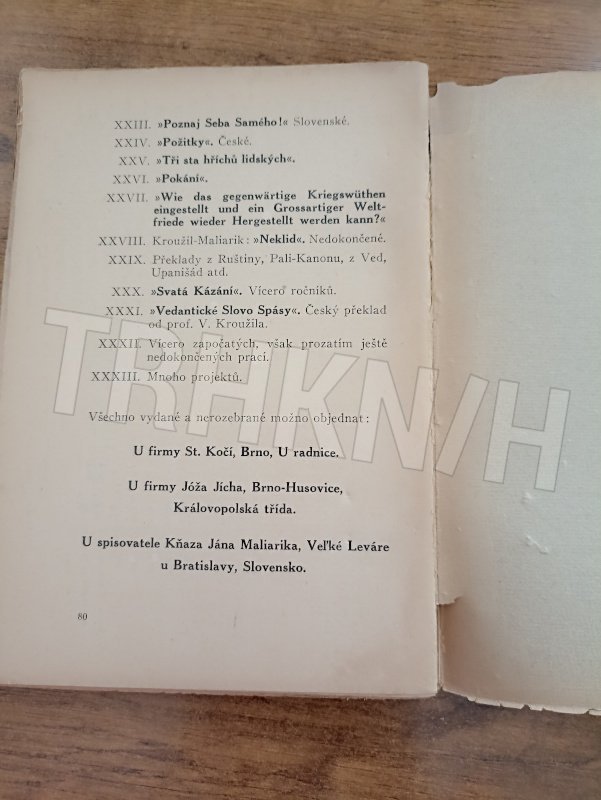 XXIII. »Poznaj Seba Samého!« Slovenské.
XXIV. »Požitky«. České.
XXV. »Tři sta hříchů lidských«.
XXVI. »Pokání«.
XXVII. »Wie das gegenwärtige Kriegswüthen
eingestellt und ein Grossartiger Welt-
friede wieder Hergestellt werden kann?«
XXVIII. Kroužil-Maliarik: »Neklid«. Nedokončené.
XXIX. Překlady z Ruštiny, Pali-Kanonu, z Ved,
Upanišád atd.
XXX. »Svatá Kázání«. Vícero ročníků.
XXXI. »Vedantické Slovo Spásy«. Český překlad
od prof. V. Kroužila.
XXXII. Vícero započatých, však prozatím ještě
nedokončených prací.
XXXIII. Mnoho projektů.
Všechno vydané a nerozebrané možno objednat:
U firmy St. Kočí, Brno, U radnice.
U firmy Jóža Jícha, Brno-Husovice,
Královopolská třída.
U spisovatele Kňaza Jána Maliarika, Veľké Leváre
u Bratislavy, Slovensko.
80
TRHKNIH